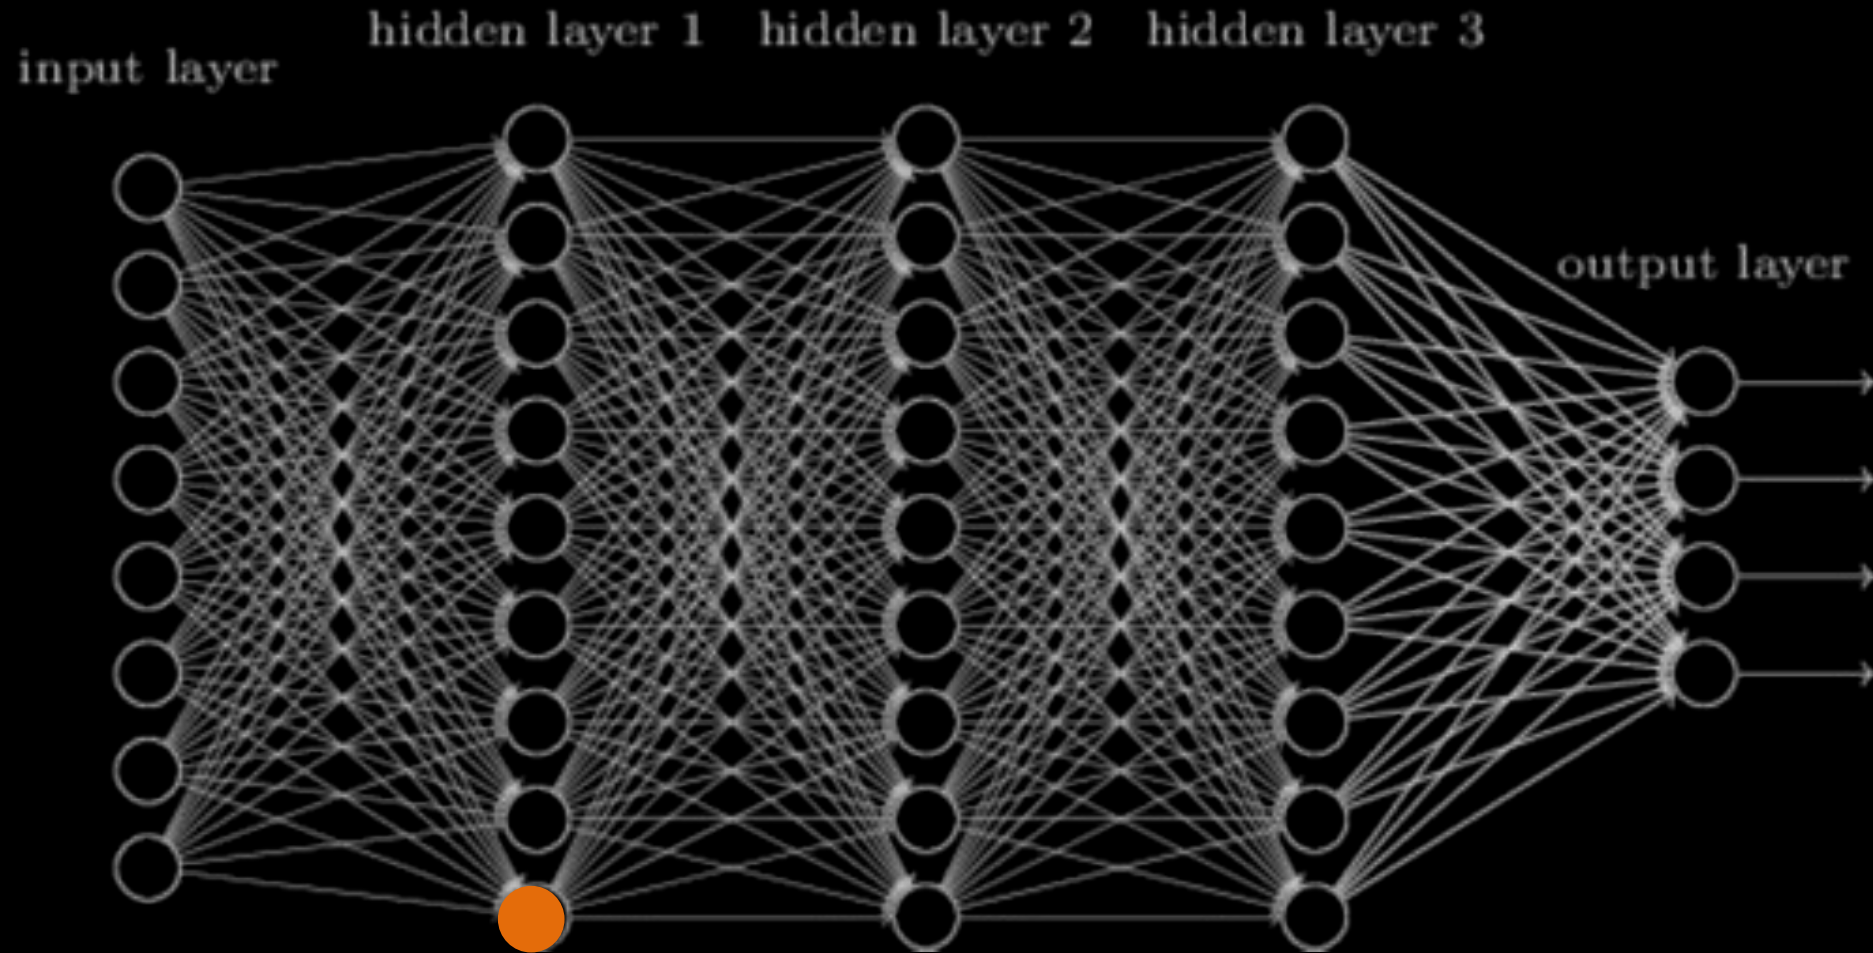 hidden layer 1
hidden layer 2
hidden layer 3
input layer
output layer